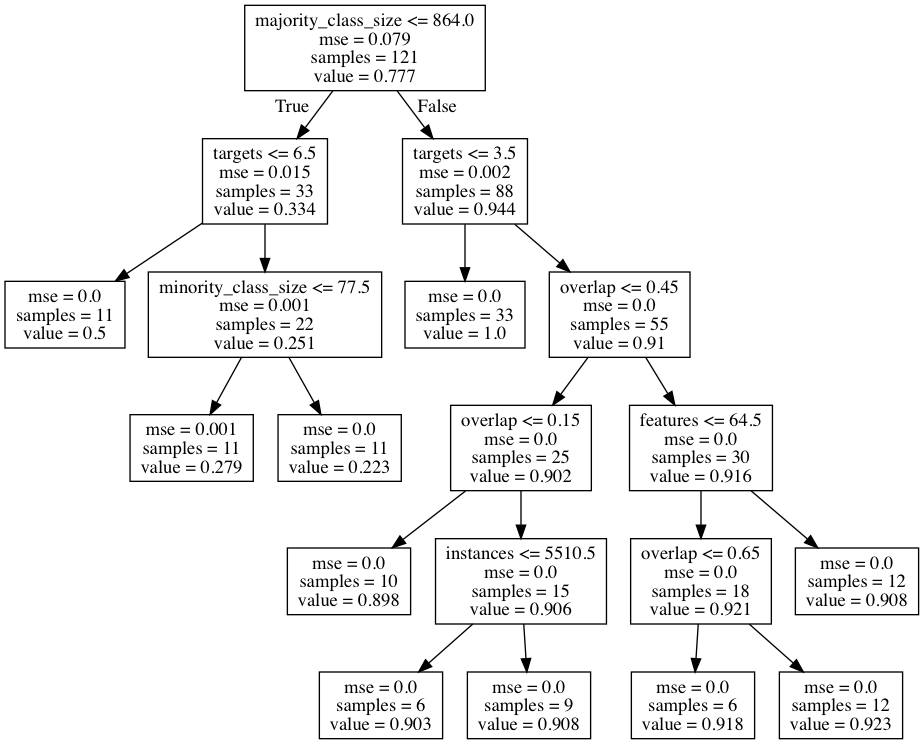 majority_class_size <= 864.0
mse = 0.079
samples = 121
value = 0.777
True
False
targets <= 6.5
mse = 0.015
samples = 33
value = 0.334
targets <= 3.5
mse = 0.002
samples = 88
value = 0.944
mse = 0.0
samples = 11
value = 0.5
minority_class_size <= 77.5
mse = 0.001
samples = 22
value = 0.251
mse = 0.0
samples = 33
value = 1.0
overlap <= 0.45
mse = 0.0
samples = 55
value = 0.91
mse = 0.001
samples = 11
value = 0.279
mse = 0.0
samples = 11
value = 0.223
overlap <= 0.15
mse = 0.0
samples = 25
value = 0.902
features <= 64.5
mse = 0.0
samples = 30
value = 0.916
mse = 0.0
samples = 10
value = 0.898
instances <= 5510.5
mse = 0.0
samples = 15
value = 0.906
overlap <= 0.65
mse = 0.0
samples = 18
value = 0.921
mse = 0.0
samples = 12
value = 0.908
mse = 0.0
samples = 6
value = 0.903
mse = 0.0
samples = 9
value = 0.908
mse = 0.0
samples = 6
value = 0.918
mse = 0.0
samples = 12
value = 0.923